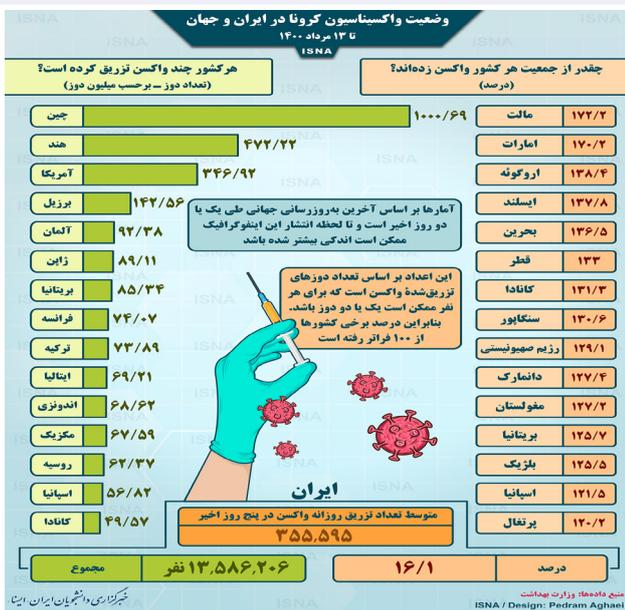 وضعیت واکسیناسیون کرونا در ایران و جهان
تا ۱۳ مرداد ۱۴۰۰
ISNA
چقدر از جمعیت هر کشور واکسن زده‌اند؟
(درصد)
مالت ۱۷۲/۲
امارات ۱۷۰/۲
اروگوئه ۱۳۸/۴
ایسلند ۱۳۷/۸
بحرین ۱۳۶/۵
قطر ۱۳۳
کانادا ۱۳۱/۳
سنگاپور ۱۳۰/۶
رژیم صهیونیستی ۱۲۹/۱
دانمارک ۱۲۷/۴
مغولستان ۱۲۷/۲
بریتانیا ۱۲۵/۷
بلژیک ۱۲۵/۵
اسپانیا ۱۲۱/۵
پرتغال ۱۲۰/۲
هرکشور چند واکسن تزریق کرده است؟
(تعداد دوز - برحسب میلیون دوز)
چین ۱۰۰۰/۶۹
هند ۴۷۲/۲۲
آمریکا ۳۴۶/۹۲
برزیل ۱۴۲/۵۶
آلمان ۹۲/۳۸
ژاپن ۸۹/۱۱
بریتانیا ۸۵/۳۴
فرانسه ۷۴/۰۷
ترکیه ۷۳/۸۹
ایتالیا ۶۹/۲۱
اندونزی ۶۸/۶۲
مکزیک ۶۷/۵۹
روسیه ۶۲/۳۷
اسپانیا ۵۶/۸۲
کانادا ۴۹/۵۷
آمارها بر اساس آخرین به‌روزرسانی جهانی طی یک یا
دو روز اخیر است و تا لحظه انتشار این اینفوگرافیک
ممکن است اندکی بیشتر شده باشد
این اعداد بر اساس تعداد دوزهای
تزریق‌شدهٔ واکسن است که برای هر
نفر ممکن است یک یا دو دوز باشد.
بنابراین درصد برخی کشورها
از ۱۰۰ فراتر رفته است
ایران
متوسط تعداد تزریق روزانه واکسن در پنج روز اخیر
۳۵۵,۵۹۵
درصد ۱۶/۱
۱۳,۵۸۶,۲۰۶ نفر مجموع
منبع داده‌ها: وزارت بهداشت
ISNA / Design: Pedram Aghaei
خبرگزاری دانشجویان ایران، ایسنا